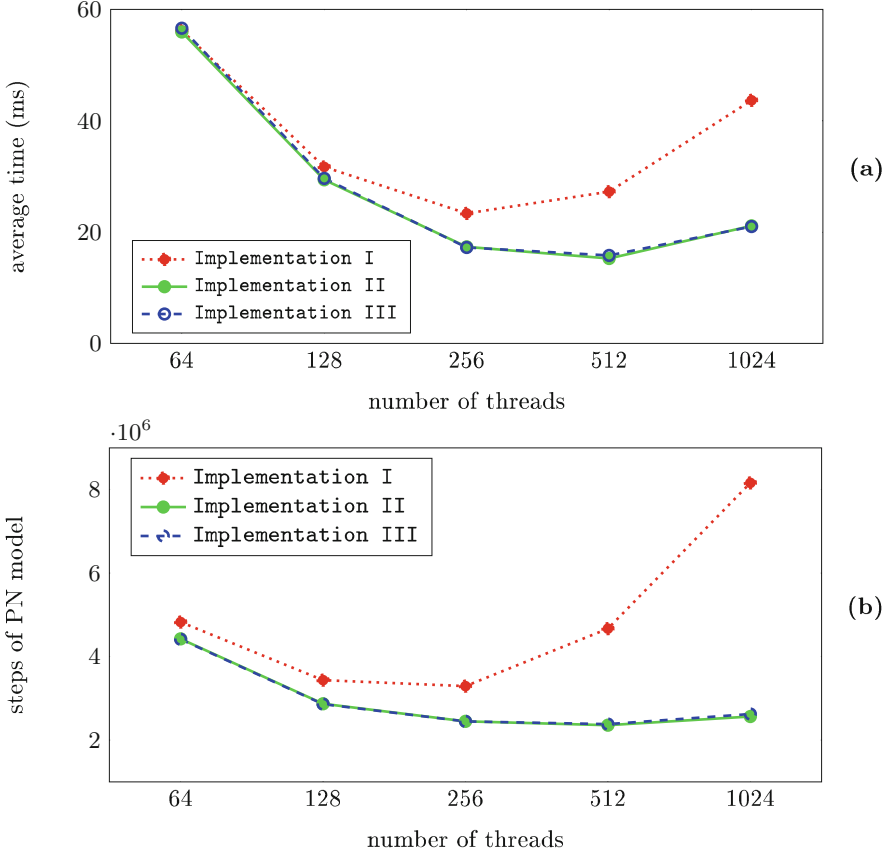 60
40
20
0
average time (ms)
Implementation I
Implementation II
Implementation III
64 128 256 512 1024
number of threads
(a)
·10^6
8
6
4
2
steps of PN model
Implementation I
Implementation II
Implementation III
64 128 256 512 1024
number of threads
(b)